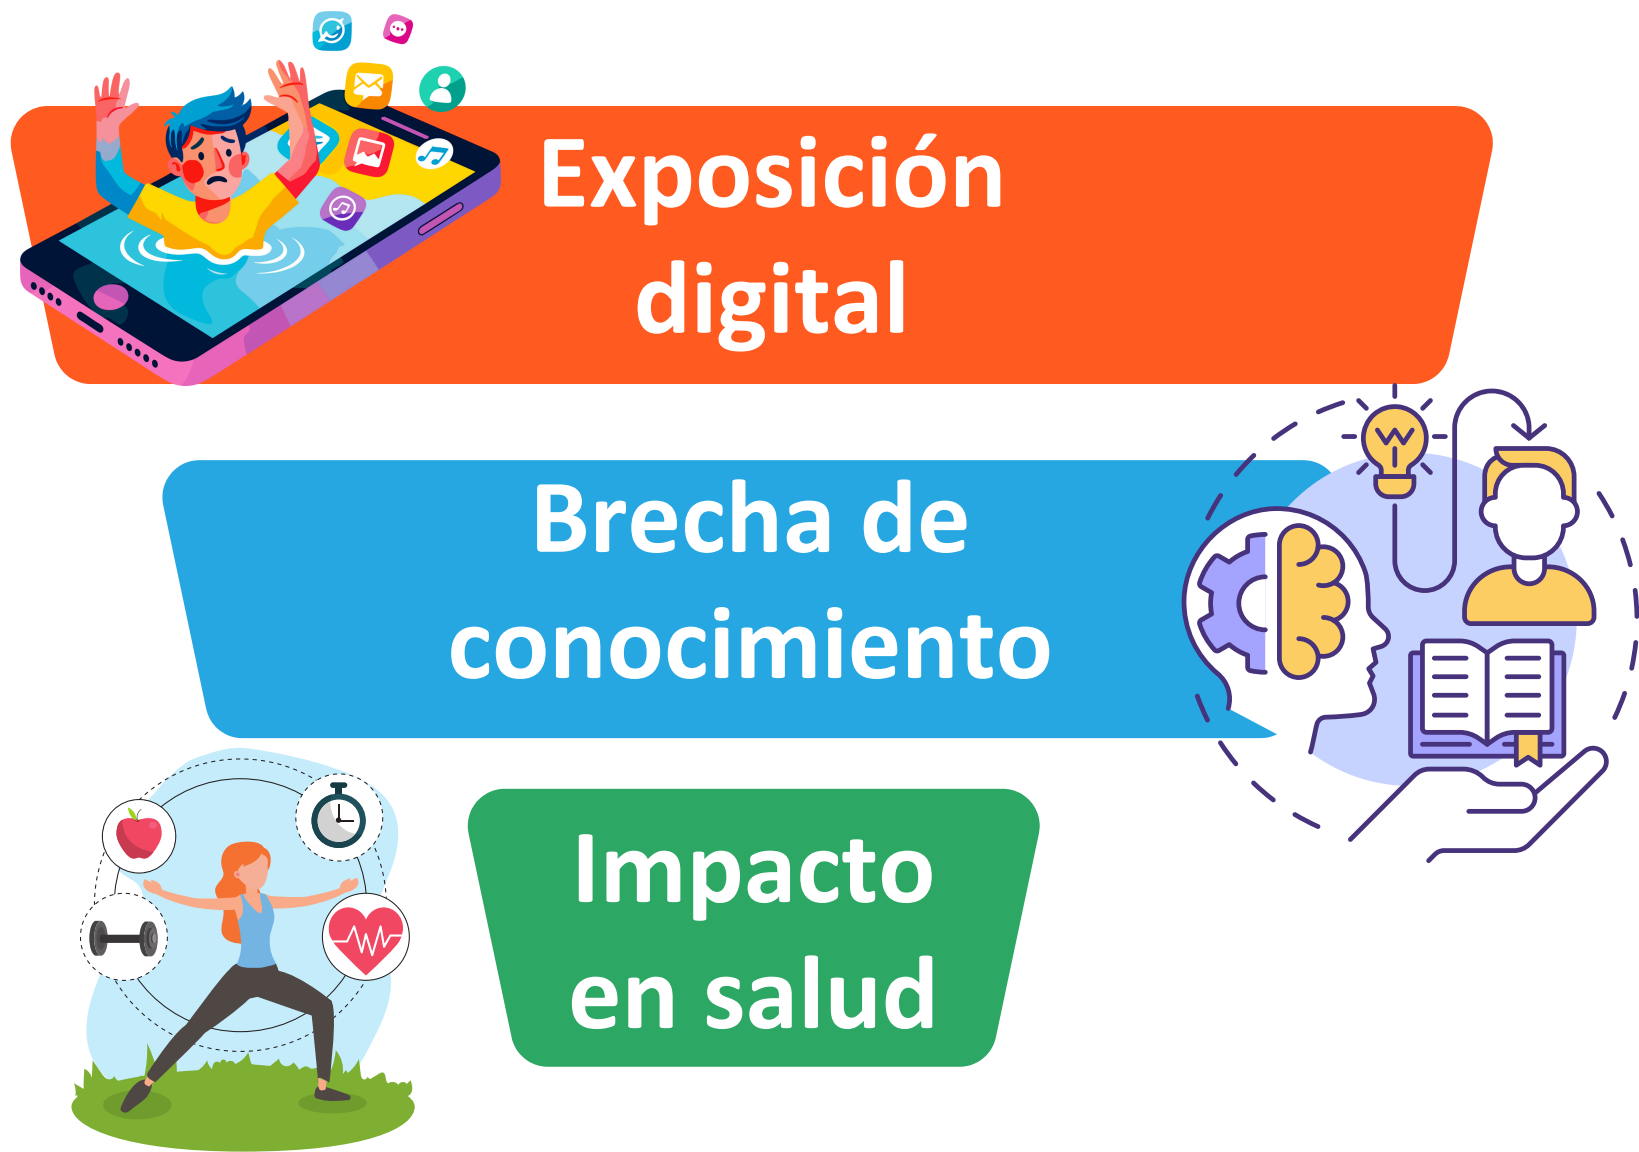 Exposición
digital
Brecha de
conocimiento
Impacto
en salud